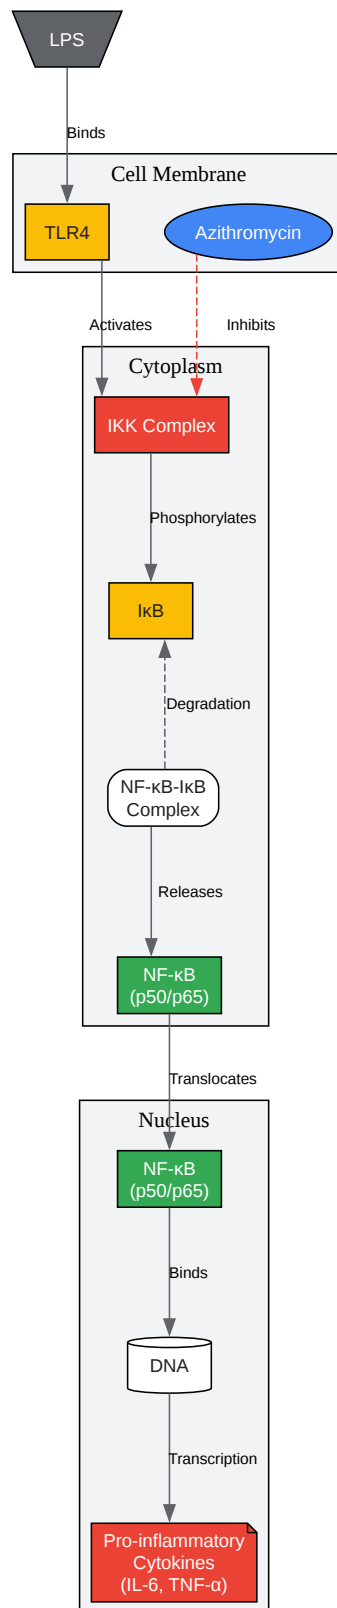 LPS
Binds
Cell Membrane
TLR4
Azithromycin
Activates
Inhibits
Cytoplasm
IKK Complex
Phosphorylates
IκB
Degradation
NF-κB-IκB
Complex
Releases
NF-κB
(p50/p65)
Translocates
Nucleus
NF-κB
(p50/p65)
Binds
DNA
Transcription
Pro-inflammatory
Cytokines
(IL-6, TNF-α)